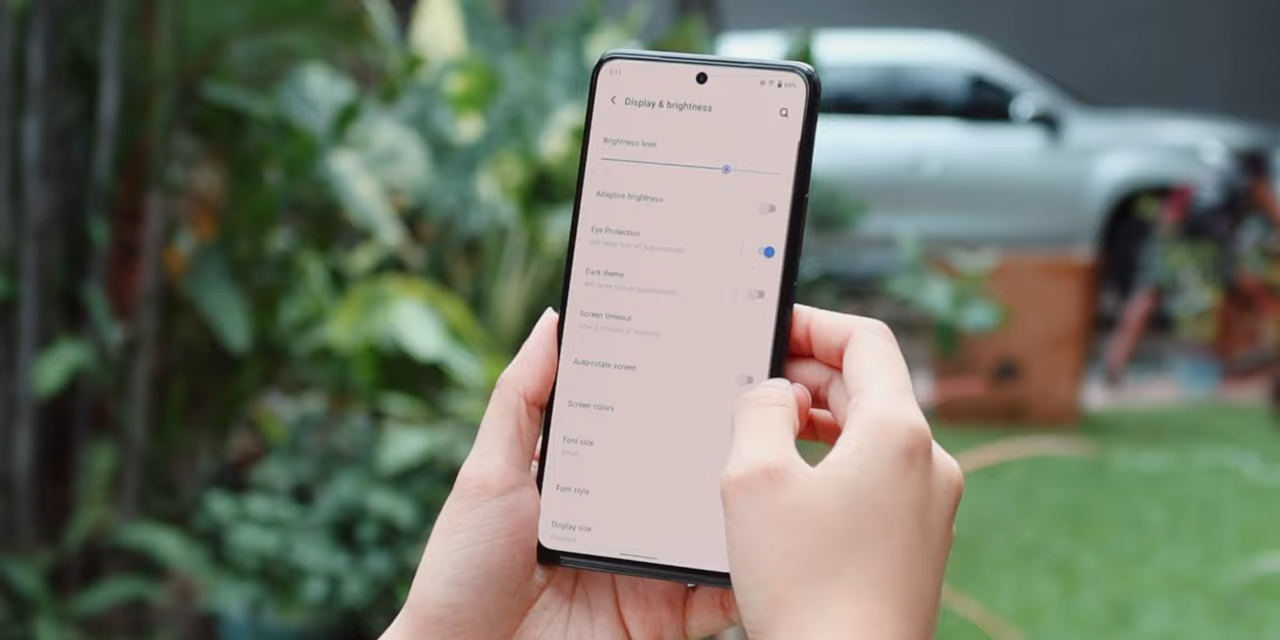 Display & brightness
Brightness level
Adaptive brightness
Eye Protection
Dark theme
Screen timeout
Auto-rotate screen
Screen colors
Font size
Small
Font style
Display size